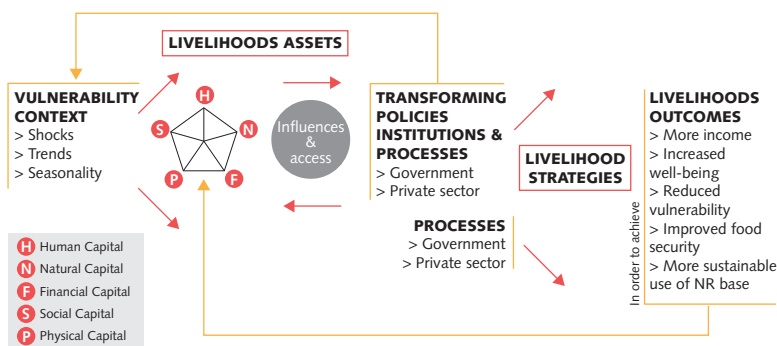 LIVELIHOODS ASSETS
VULNERABILITY
CONTEXT
> Shocks
> Trends
> Seasonality
H
S
N
P
F
Influences
&
access
TRANSFORMING
POLICIES
INSTITUTIONS &
PROCESSES
> Government
> Private sector
PROCESSES
> Government
> Private sector
LIVELIHOOD
STRATEGIES
In order to achieve
LIVELIHOODS
OUTCOMES
> More income
> Increased
well-being
> Reduced
vulnerability
> Improved food
security
> More sustainable
use of NR base
H Human Capital
N Natural Capital
F Financial Capital
S Social Capital
P Physical Capital